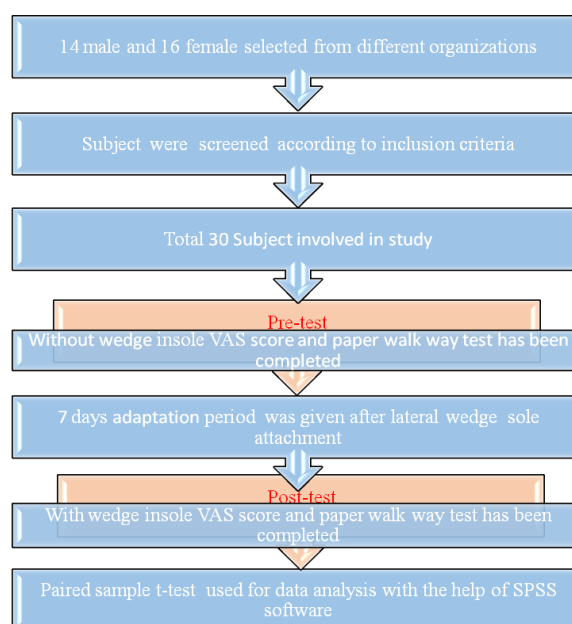 14 male and 16 female selected from different organizations
Subject were screened according to inclusion criteria
Total 30 Subject involved in study
Pre-test
Without wedge insole VAS score and paper walk way test has been
completed
7 days adaptation period was given after lateral wedge sole
attachment
Post-test
With wedge insole VAS score and paper walk way test has been
completed
Paired sample t-test used for data analysis with the help of SPSS
software